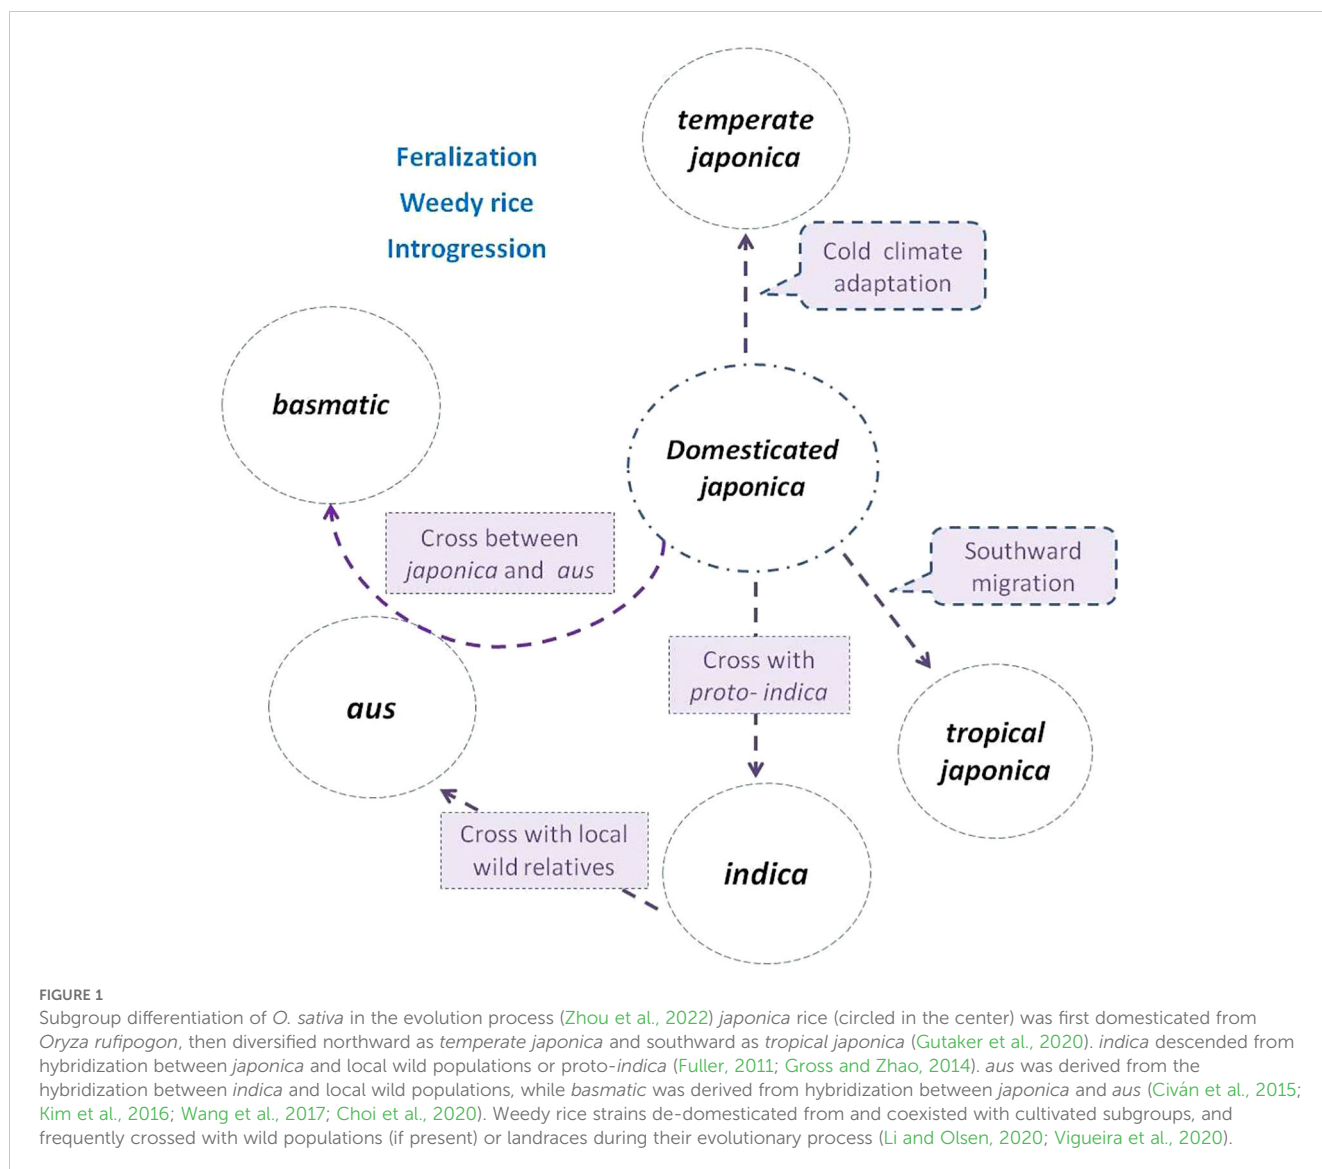 temperate
japonica
Feralization
Weedy rice
Introgression
Cold climate
adaptation
basmatic
Domesticated
japonica
Cross between
japonica and aus
Southward
migration
Cross with
proto- indica
aus
tropical
japonica
Cross with local
wild relatives
indica
FIGURE 1
Subgroup differentiation of O. sativa in the evolution process (Zhou et al., 2022) japonica rice (circled in the center) was first domesticated from
Oryza rufipogon, then diversified northward as temperate japonica and southward as tropical japonica (Gutaker et al., 2020). indica descended from
hybridization between japonica and local wild populations or proto-indica (Fuller, 2011; Gross and Zhao, 2014). aus was derived from the
hybridization between indica and local wild populations, while basmatic was derived from hybridization between japonica and aus (Civán et al., 2015;
Kim et al., 2016; Wang et al., 2017; Choi et al., 2020). Weedy rice strains de-domesticated from and coexisted with cultivated subgroups, and
frequently crossed with wild populations (if present) or landraces during their evolutionary process (Li and Olsen, 2020; Vigueira et al., 2020).